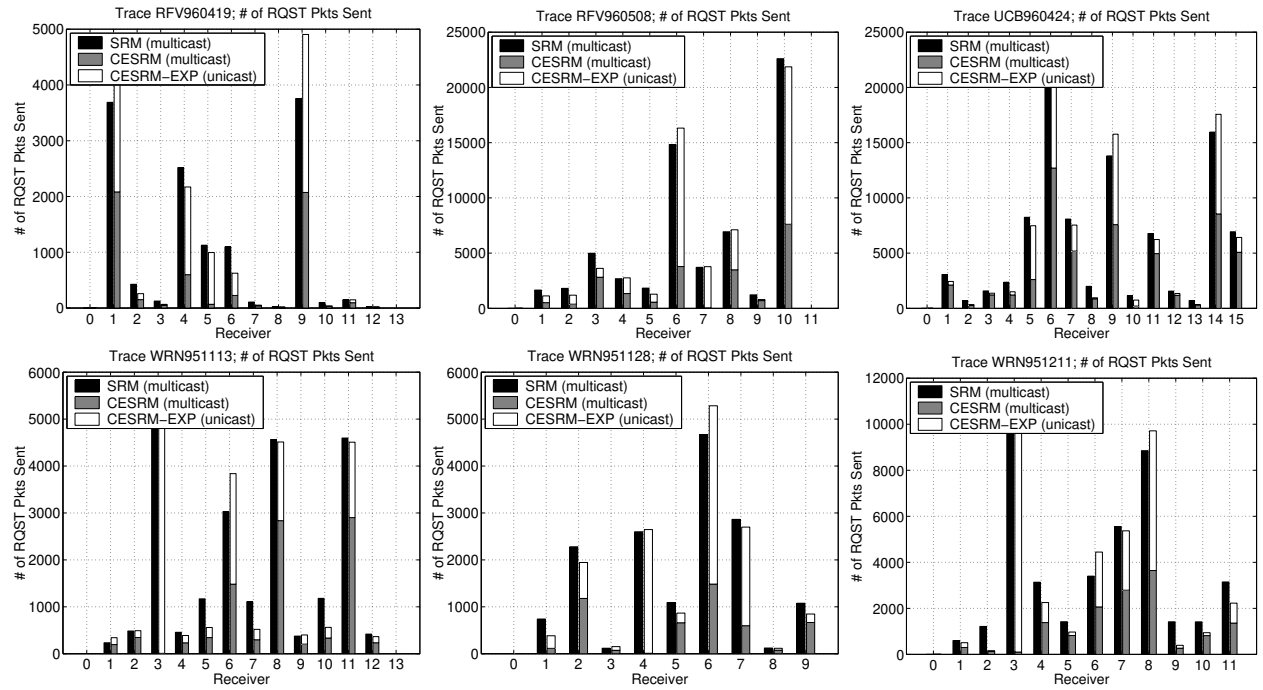 Trace RFV960419; # of RQST Pkts Sent
5000
4000
3000
2000
1000
0
# of RQST Pkts Sent
SRM (multicast)
CESRM (multicast)
CESRM−EXP (unicast)
0 1 2 3 4 5 6 7 8 9 10 11 12 13
Receiver
Trace RFV960508; # of RQST Pkts Sent
25000
20000
15000
10000
5000
0
# of RQST Pkts Sent
SRM (multicast)
CESRM (multicast)
CESRM−EXP (unicast)
0 1 2 3 4 5 6 7 8 9 10 11
Receiver
Trace UCB960424; # of RQST Pkts Sent
25000
20000
15000
10000
5000
0
# of RQST Pkts Sent
SRM (multicast)
CESRM (multicast)
CESRM−EXP (unicast)
0 1 2 3 4 5 6 7 8 9 10 11 12 13 14 15
Receiver
Trace WRN951113; # of RQST Pkts Sent
6000
5000
4000
3000
2000
1000
0
# of RQST Pkts Sent
SRM (multicast)
CESRM (multicast)
CESRM−EXP (unicast)
0 1 2 3 4 5 6 7 8 9 10 11 12 13
Receiver
Trace WRN951128; # of RQST Pkts Sent
6000
5000
4000
3000
2000
1000
0
# of RQST Pkts Sent
SRM (multicast)
CESRM (multicast)
CESRM−EXP (unicast)
0 1 2 3 4 5 6 7 8 9
Receiver
Trace WRN951211; # of RQST Pkts Sent
12000
10000
8000
6000
4000
2000
0
# of RQST Pkts Sent
SRM (multicast)
CESRM (multicast)
CESRM−EXP (unicast)
0 1 2 3 4 5 6 7 8 9 10 11
Receiver